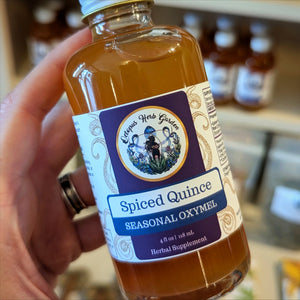 Octopus Herb Garden
Spiced Quince
SEASONAL OXYMEL
4 fl oz | 118 mL
Herbal Supplement